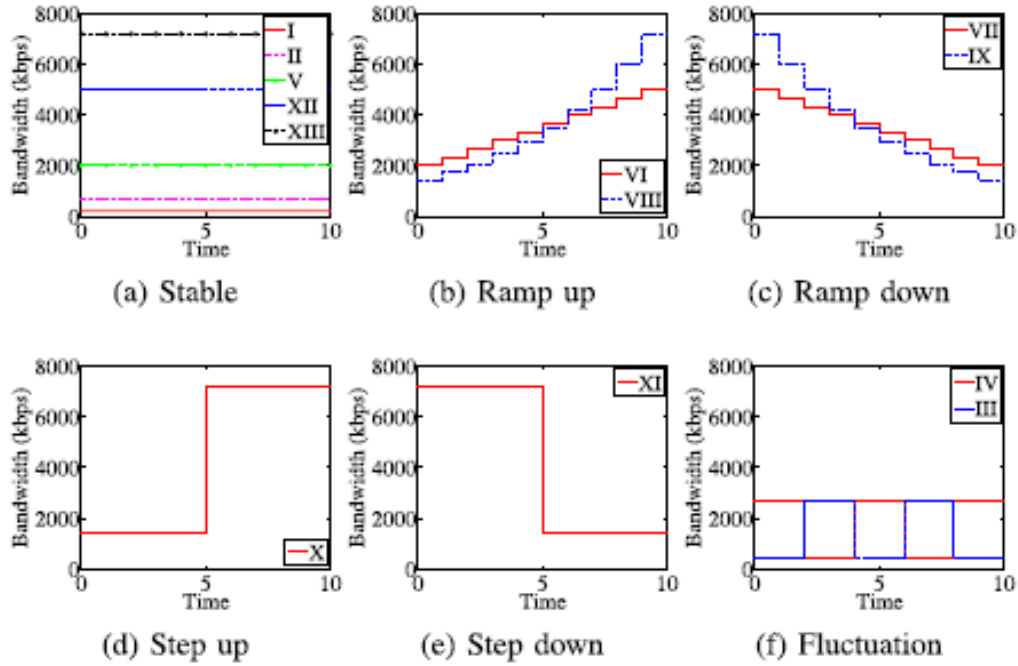 8000
6000
4000
2000
0
Bandwidth (kbps)
I
II
V
XII
XIII
0 5 10
Time
(a) Stable
8000
6000
4000
2000
0
Bandwidth (kbps)
VI
VIII
0 5 10
Time
(b) Ramp up
8000
6000
4000
2000
0
Bandwidth (kbps)
VII
IX
0 5 10
Time
(c) Ramp down
8000
6000
4000
2000
0
Bandwidth (kbps)
X
0 5 10
Time
(d) Step up
8000
6000
4000
2000
0
Bandwidth (kbps)
XI
0 5 10
Time
(e) Step down
8000
6000
4000
2000
0
Bandwidth (kbps)
IV
III
0 5 10
Time
(f) Fluctuation